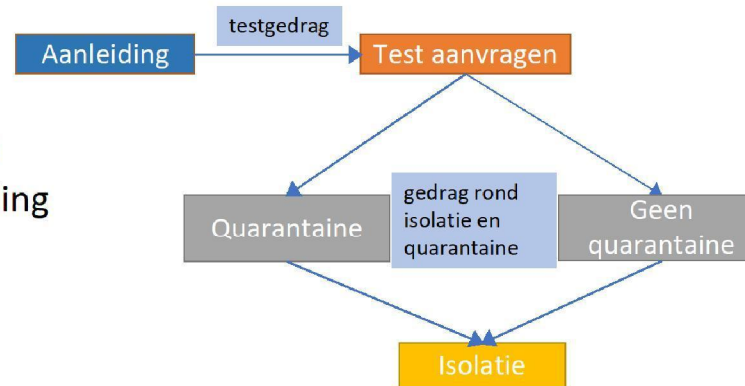 testgedrag
Aanleiding
Test aanvragen
ing
Quarantaine
gedrag rond
isolatie en
quarantaine
Geen
quarantaine
Isolatie